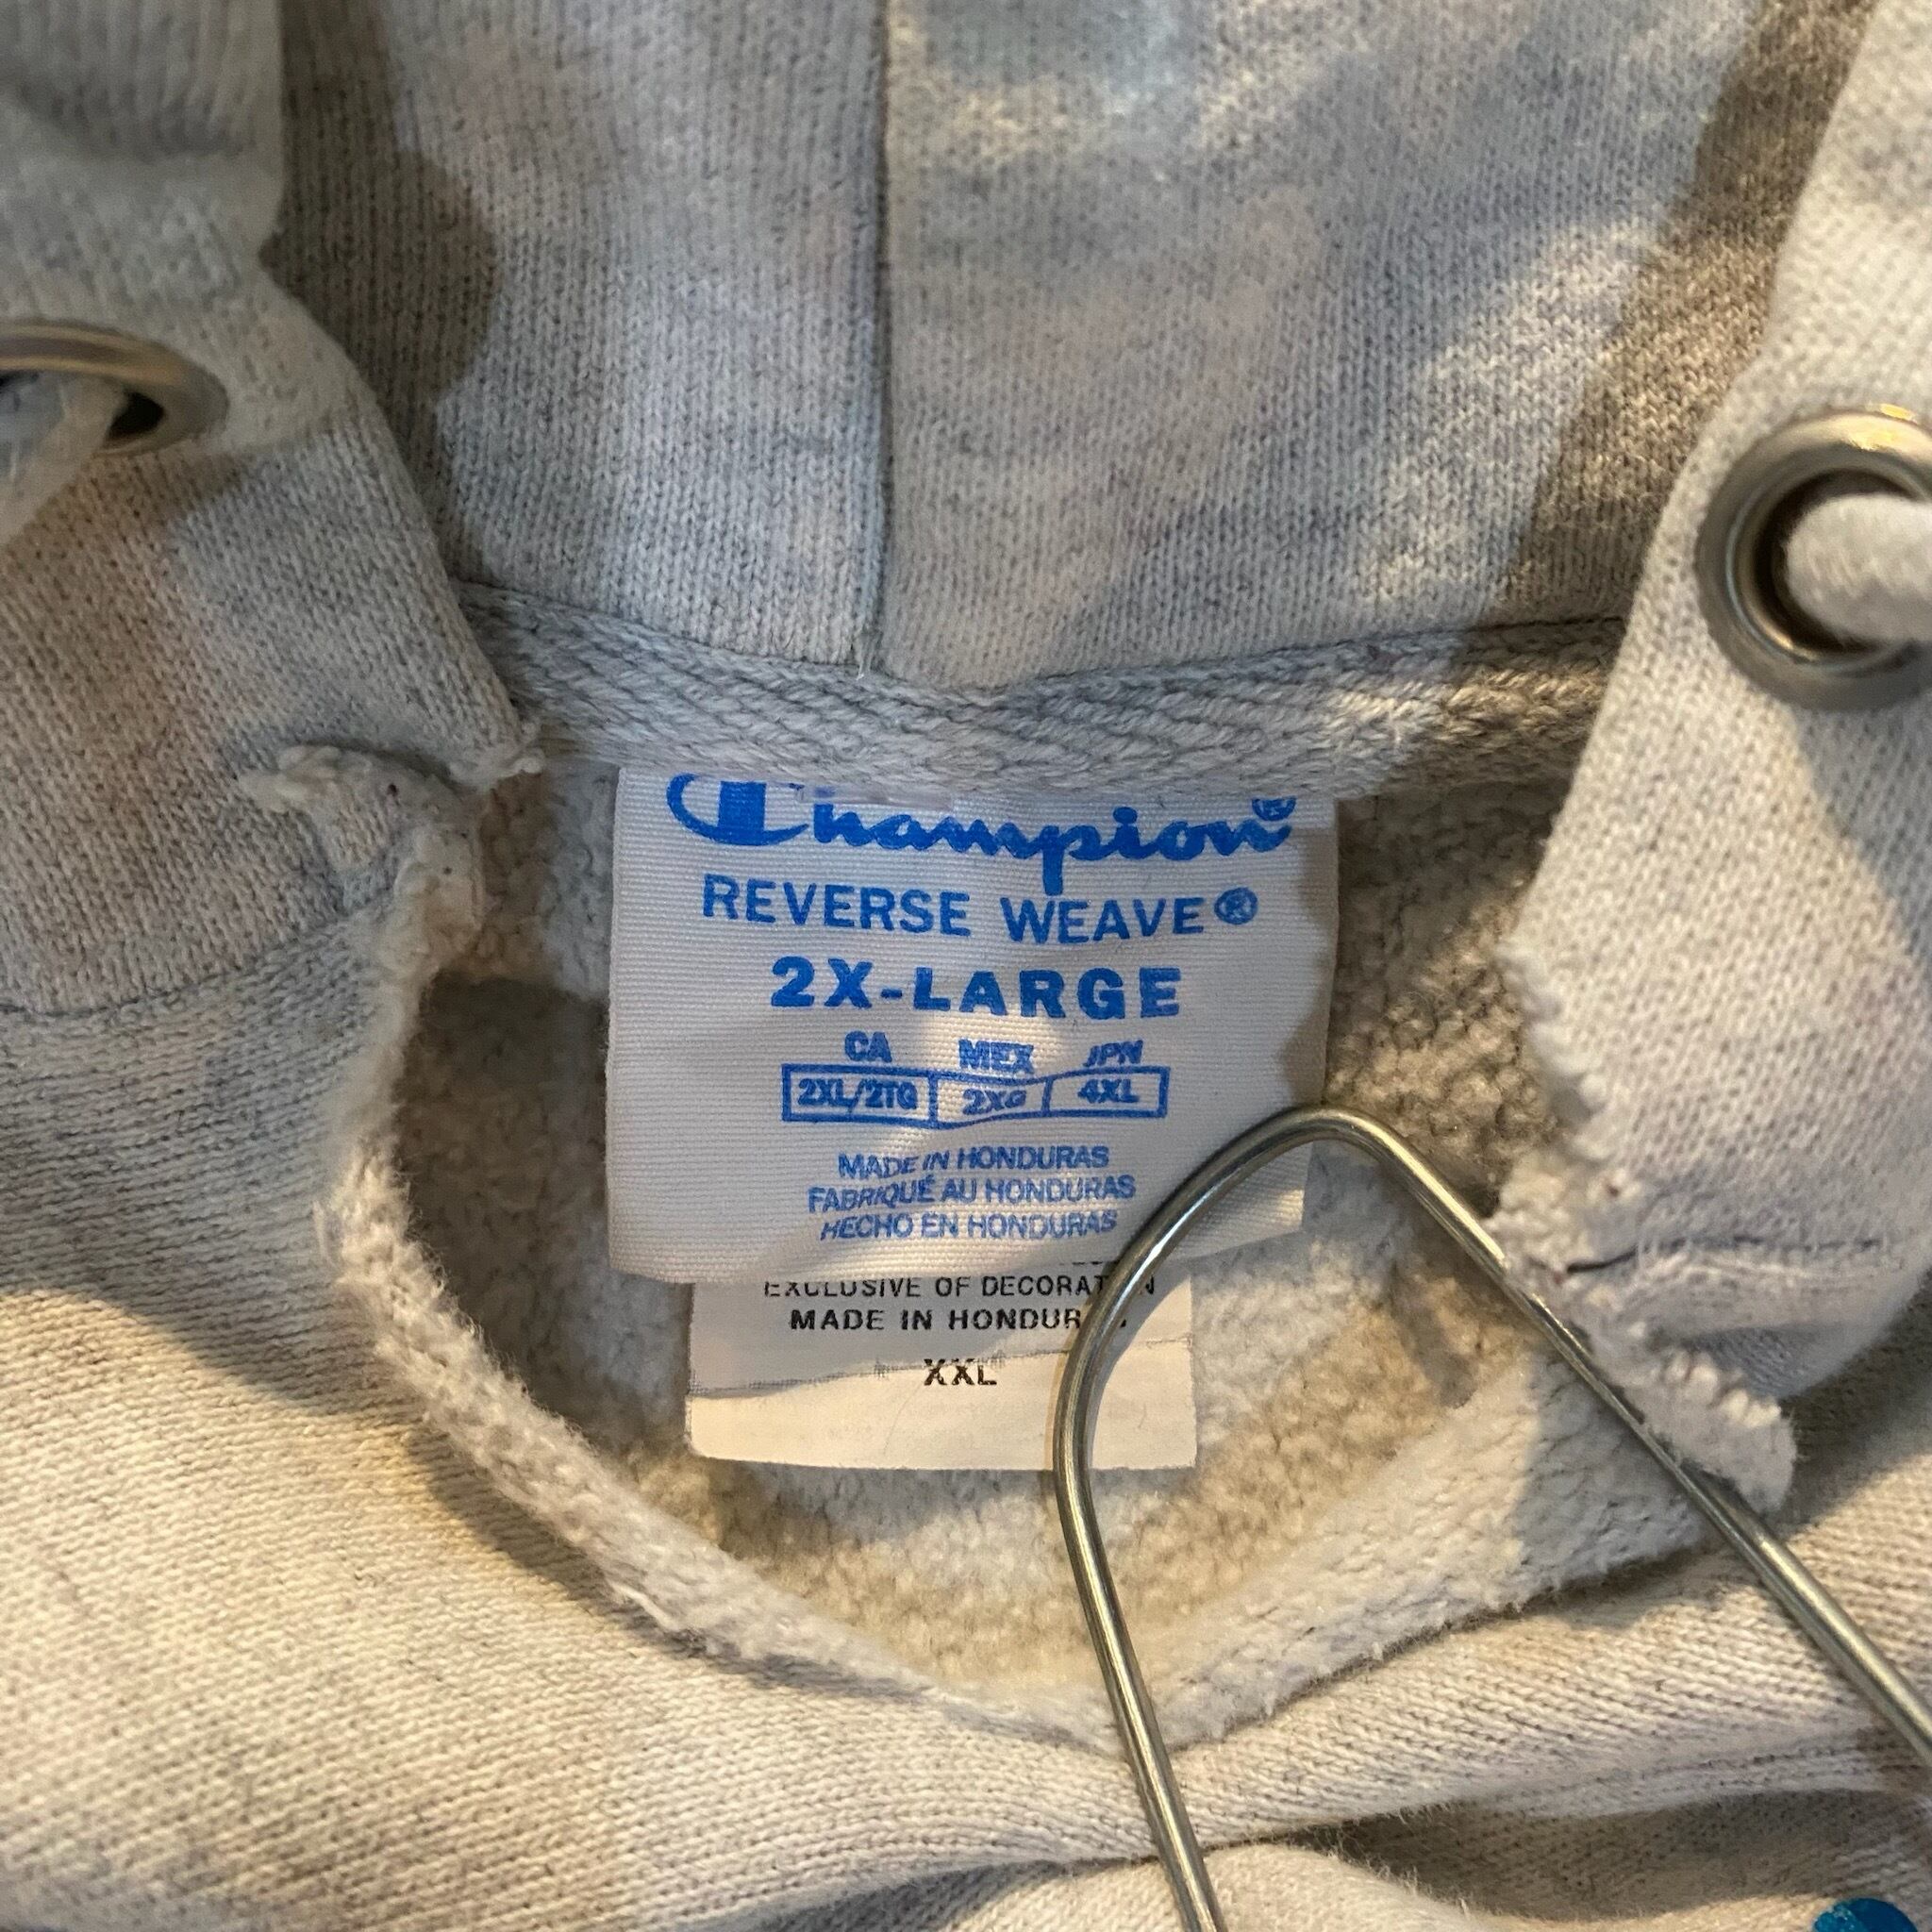 Champion®
REVERSE WEAVE®
2X-LARGE
CA MEX JPN
2XL/2TG 2XG 4XL
MADE IN HONDURAS
FABRIQUÉ AU HONDURAS
HECHO EN HONDURAS
EXCLUSIVE OF DECORATION
MADE IN HONDURAS
XXL